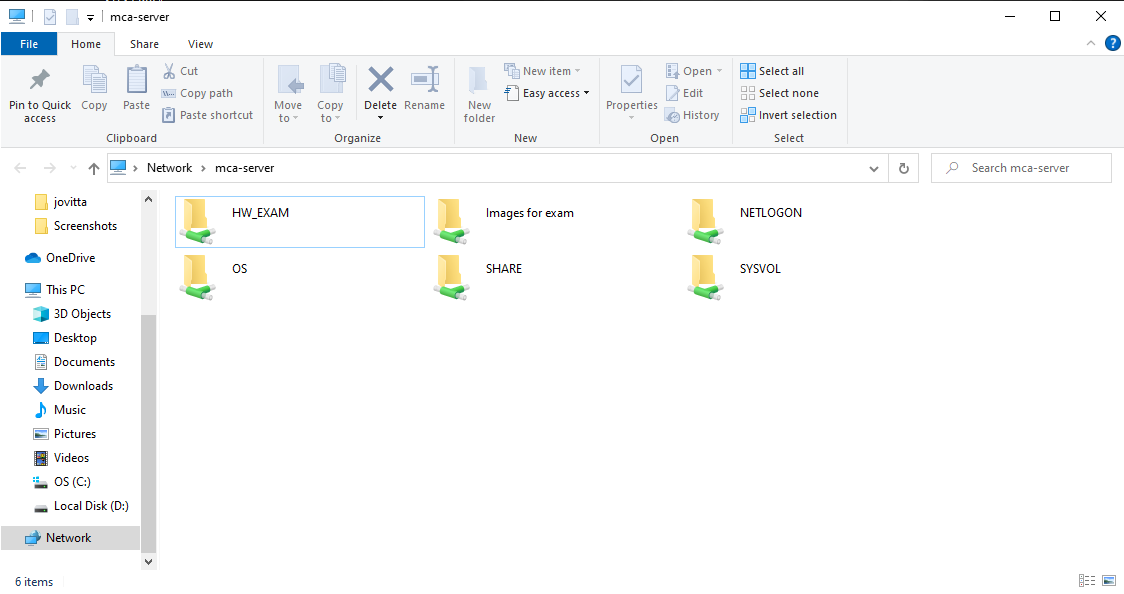 mca-server
File Home Share View
Pin to Quick access
Copy
Paste
Cut
Copy path
Paste shortcut
Clipboard
Move to
Copy to
Delete
Rename
Organize
New folder
New item
Easy access
New
Properties
Open
Edit
History
Open
Select all
Select none
Invert selection
Select
Network > mca-server
Search mca-server
jovitta
Screenshots
OneDrive
This PC
3D Objects
Desktop
Documents
Downloads
Music
Pictures
Videos
OS (C:)
Local Disk (D:)
Network
HW_EXAM
Images for exam
NETLOGON
OS
SHARE
SYSVOL
6 items